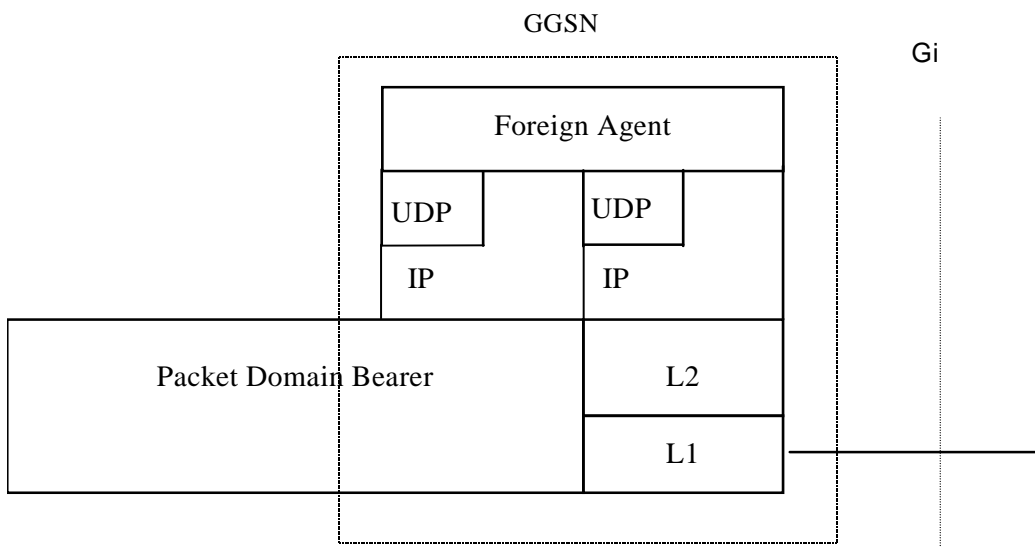 GGSN
Gi
Foreign Agent
UDP
UDP
IP
IP
Packet Domain Bearer
L2
L1